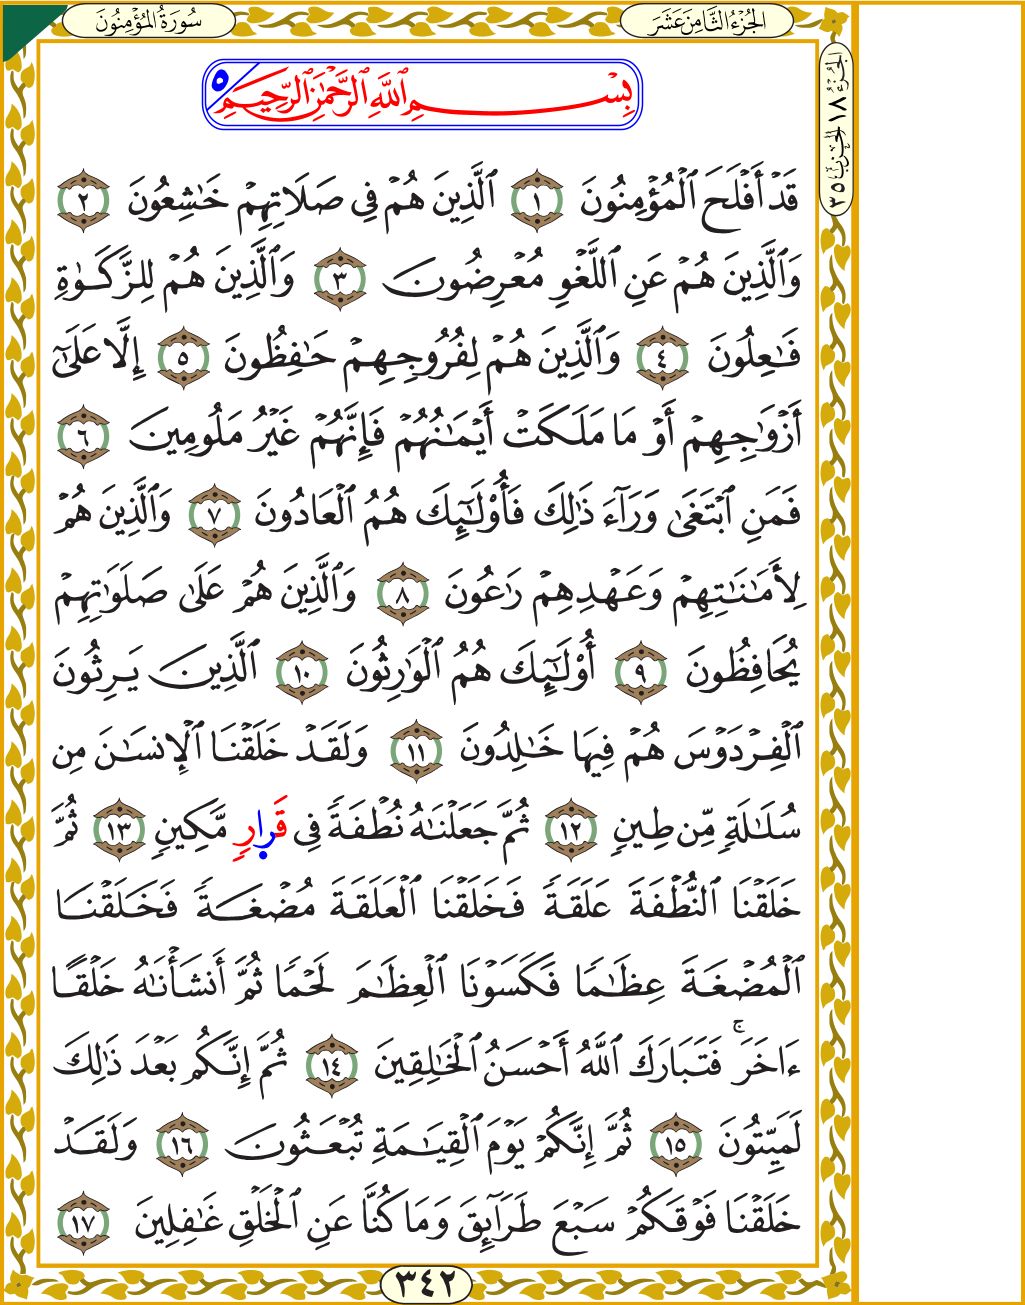 سُورَةُ المُؤْمِنُونَ
الجُزْءُ الثَّامِنَ عَشَرَ
الجُزْءُ ١٨ الحِزْبُ ٣٥
بِسْمِ ٱللَّهِ ٱلرَّحْمَٰنِ ٱلرَّحِيمِ ٥
قَدْ أَفْلَحَ ٱلْمُؤْمِنُونَ ١ ٱلَّذِينَ هُمْ فِى صَلَاتِهِمْ خَٰشِعُونَ ٢
وَٱلَّذِينَ هُمْ عَنِ ٱللَّغْوِ مُعْرِضُونَ ٣ وَٱلَّذِينَ هُمْ لِلزَّكَوٰةِ
فَٰعِلُونَ ٤ وَٱلَّذِينَ هُمْ لِفُرُوجِهِمْ حَٰفِظُونَ ٥ إِلَّا عَلَىٰٓ
أَزْوَٰجِهِمْ أَوْ مَا مَلَكَتْ أَيْمَٰنُهُمْ فَإِنَّهُمْ غَيْرُ مَلُومِينَ ٦
فَمَنِ ٱبْتَغَىٰ وَرَآءَ ذَٰلِكَ فَأُو۟لَٰٓئِكَ هُمُ ٱلْعَادُونَ ٧ وَٱلَّذِينَ هُمْ
لِأَمَٰنَٰتِهِمْ وَعَهْدِهِمْ رَٰعُونَ ٨ وَٱلَّذِينَ هُمْ عَلَىٰ صَلَوَٰتِهِمْ
يُحَافِظُونَ ٩ أُو۟لَٰٓئِكَ هُمُ ٱلْوَٰرِثُونَ ١٠ ٱلَّذِينَ يَرِثُونَ
ٱلْفِرْدَوْسَ هُمْ فِيهَا خَٰلِدُونَ ١١ وَلَقَدْ خَلَقْنَا ٱلْإِنسَٰنَ مِن
سُلَٰلَةٍ مِّن طِينٍ ١٢ ثُمَّ جَعَلْنَٰهُ نُطْفَةً فِى قَرَارٍ مَّكِينٍ ١٣ ثُمَّ
خَلَقْنَا ٱلنُّطْفَةَ عَلَقَةً فَخَلَقْنَا ٱلْعَلَقَةَ مُضْغَةً فَخَلَقْنَا
ٱلْمُضْغَةَ عِظَٰمًا فَكَسَوْنَا ٱلْعِظَٰمَ لَحْمًا ثُمَّ أَنشَأْنَٰهُ خَلْقًا
ءَاخَرَ ۚ فَتَبَارَكَ ٱللَّهُ أَحْسَنُ ٱلْخَٰلِقِينَ ١٤ ثُمَّ إِنَّكُم بَعْدَ ذَٰلِكَ
لَمَيِّتُونَ ١٥ ثُمَّ إِنَّكُمْ يَوْمَ ٱلْقِيَٰمَةِ تُبْعَثُونَ ١٦ وَلَقَدْ
خَلَقْنَا فَوْقَكُمْ سَبْعَ طَرَآئِقَ وَمَا كُنَّا عَنِ ٱلْخَلْقِ غَٰفِلِينَ ١٧
٣٤٢